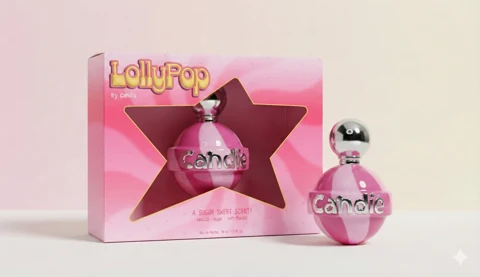 LollyPop
by candie
Candie
A SUGAR SWEET SCENT!
Candie